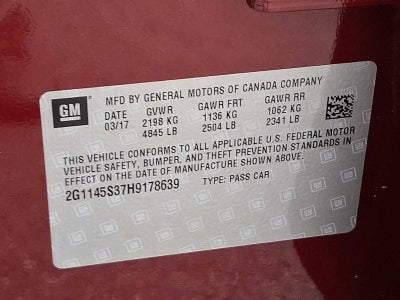 GM
MFD BY GENERAL MOTORS OF CANADA COMPANY
DATE GVWR GAWR FRT GAWR RR
03/17 2198 KG 1136 KG 1062 KG
4845 LB 2504 LB 2341 LB
THIS VEHICLE CONFORMS TO ALL APPLICABLE U.S. FEDERAL MOTOR
VEHICLE SAFETY, BUMPER, AND THEFT PREVENTION STANDARDS IN
EFFECT ON THE DATE OF MANUFACTURE SHOWN ABOVE.
2G1145S37H9178639 TYPE: PASS CAR